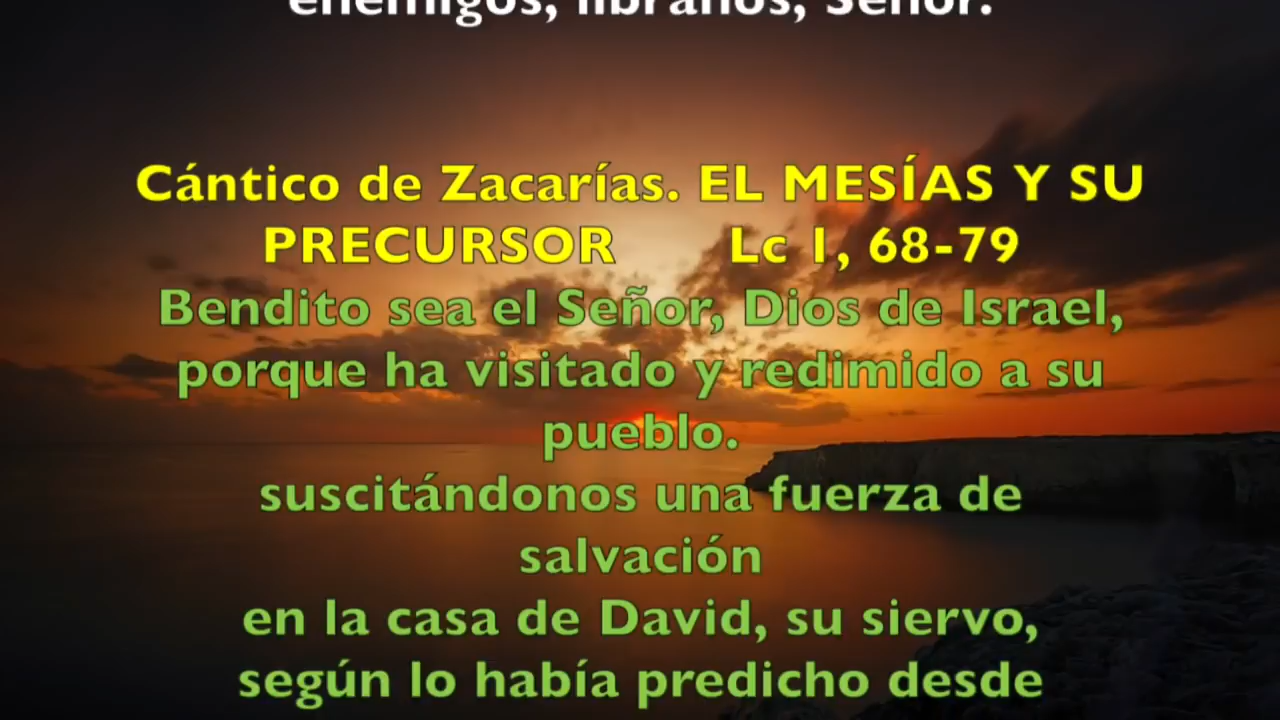 enemigos, líbranos, Señor.
Cántico de Zacarías. EL MESÍAS Y SU
PRECURSOR Lc 1, 68-79
Bendito sea el Señor, Dios de Israel,
porque ha visitado y redimido a su
pueblo.
suscitándonos una fuerza de
salvación
en la casa de David, su siervo,
según lo había predicho desde